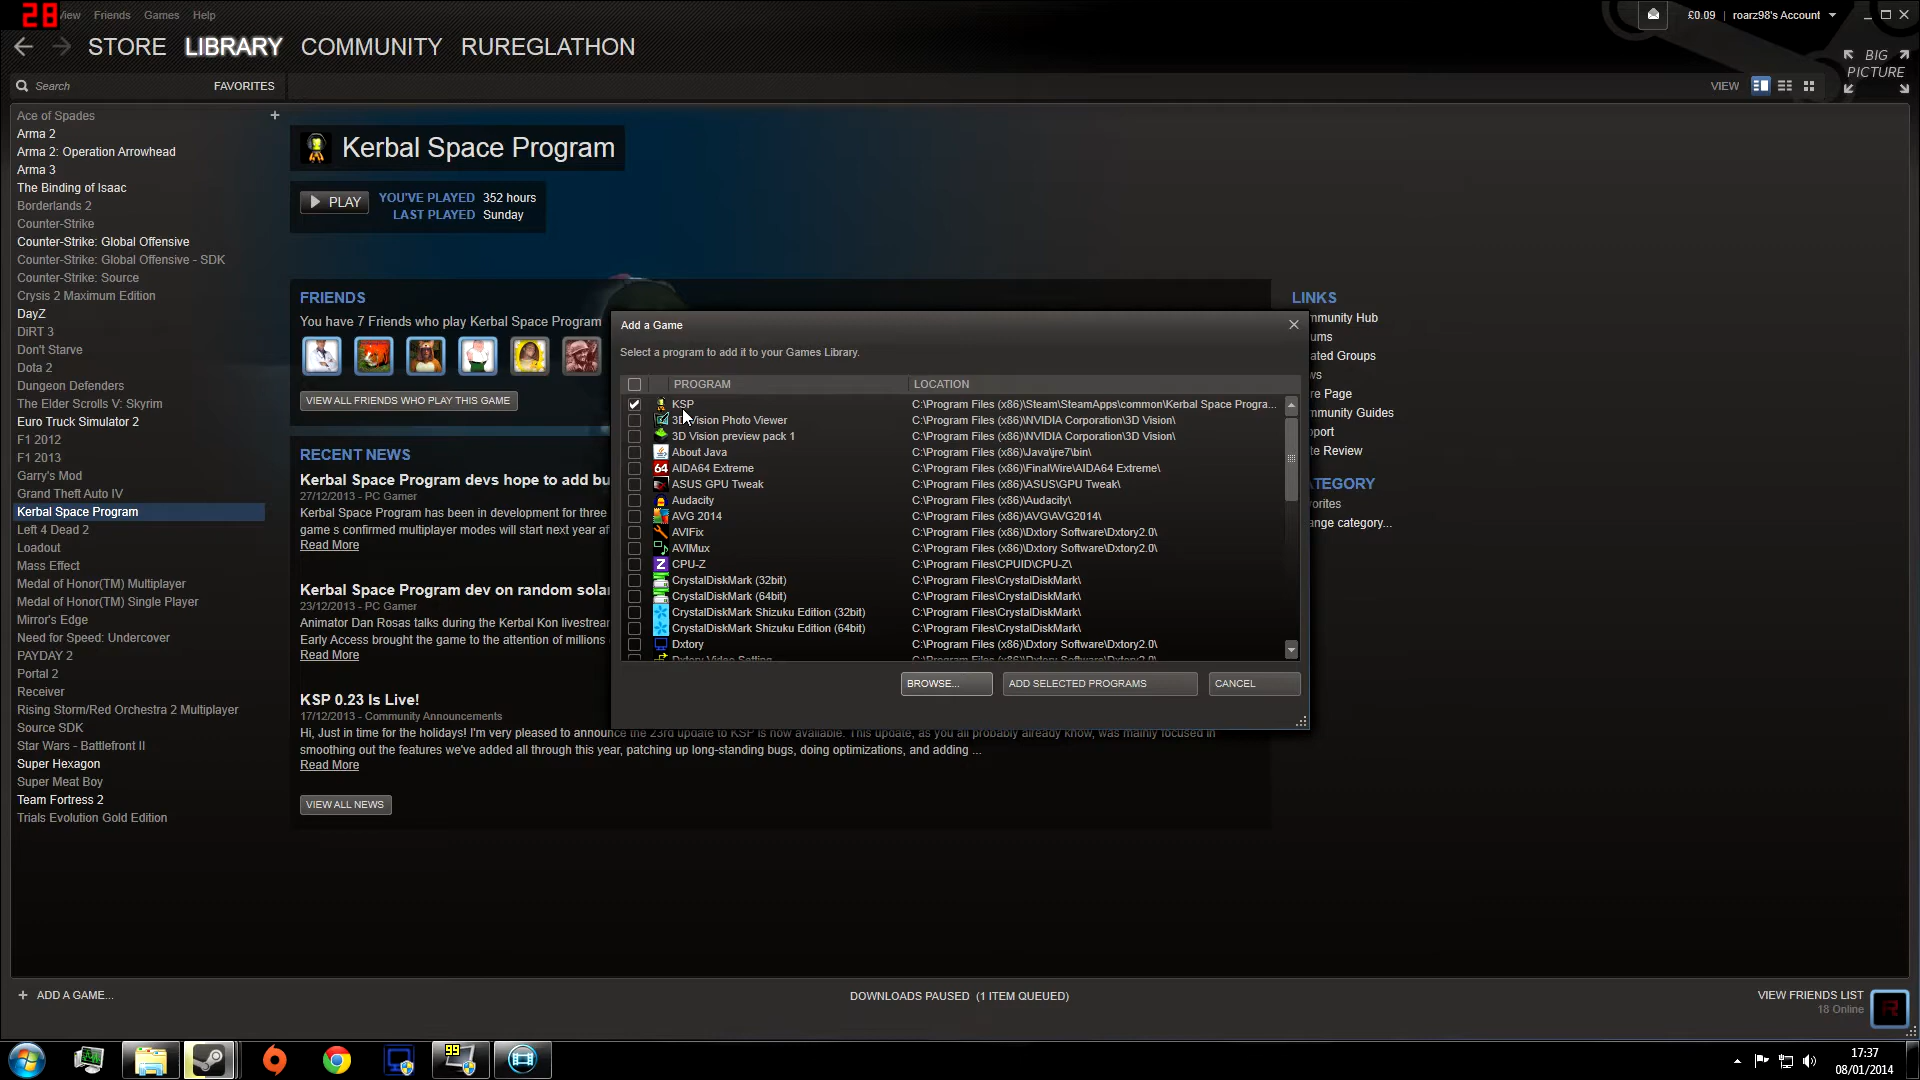 28
View Friends Games Help
£0.09 roarz98's Account
STORE LIBRARY COMMUNITY RUREGLATHON
BIG PICTURE
Search FAVORITES
VIEW
Ace of Spades
Arma 2
Arma 2: Operation Arrowhead
Arma 3
The Binding of Isaac
Borderlands 2
Counter-Strike
Counter-Strike: Global Offensive
Counter-Strike: Global Offensive - SDK
Counter-Strike: Source
Crysis 2 Maximum Edition
DayZ
DiRT 3
Don't Starve
Dota 2
Dungeon Defenders
The Elder Scrolls V: Skyrim
Euro Truck Simulator 2
F1 2012
F1 2013
Garry's Mod
Grand Theft Auto IV
Kerbal Space Program
Left 4 Dead 2
Loadout
Mass Effect
Medal of Honor(TM) Multiplayer
Medal of Honor(TM) Single Player
Mirror's Edge
Need for Speed: Undercover
PAYDAY 2
Portal 2
Receiver
Rising Storm/Red Orchestra 2 Multiplayer
Source SDK
Star Wars - Battlefront II
Super Hexagon
Super Meat Boy
Team Fortress 2
Trials Evolution Gold Edition
Kerbal Space Program
PLAY
YOU'VE PLAYED 352 hours
LAST PLAYED Sunday
FRIENDS
You have 7 Friends who play Kerbal Space Program
VIEW ALL FRIENDS WHO PLAY THIS GAME
RECENT NEWS
Kerbal Space Program devs hope to add bu
27/12/2013 - PC Gamer
Kerbal Space Program has been in development for three
game s confirmed multiplayer modes will start next year af
Read More
Kerbal Space Program dev on random solar
23/12/2013 - PC Gamer
Animator Dan Rosas talks during the Kerbal Kon livestream
Early Access brought the game to the attention of millions
Read More
KSP 0.23 Is Live!
17/12/2013 - Community Announcements
Hi, Just in time for the holidays! I'm very pleased to announce the 23rd update to KSP is now available. This update, as you all probably already know, was mainly focused in
smoothing out the features we've added all through this year, patching up long-standing bugs, doing optimizations, and adding ...
Read More
VIEW ALL NEWS
Add a Game
Select a program to add it to your Games Library.
PROGRAM LOCATION
KSP C:\Program Files (x86)\Steam\SteamApps\common\Kerbal Space Progra...
3D Vision Photo Viewer C:\Program Files (x86)\NVIDIA Corporation\3D Vision\
3D Vision preview pack 1 C:\Program Files (x86)\NVIDIA Corporation\3D Vision\
About Java C:\Program Files (x86)\Java\jre7\bin\
64 AIDA64 Extreme C:\Program Files (x86)\FinalWire\AIDA64 Extreme\
ASUS GPU Tweak C:\Program Files (x86)\ASUS\GPU Tweak\
Audacity C:\Program Files (x86)\Audacity\
AVG 2014 C:\Program Files (x86)\AVG\AVG2014\
AVIFix C:\Program Files (x86)\Dxtory Software\Dxtory2.0\
AVIMux C:\Program Files (x86)\Dxtory Software\Dxtory2.0\
Z CPU-Z C:\Program Files\CPUID\CPU-Z\
CrystalDiskMark (32bit) C:\Program Files\CrystalDiskMark\
CrystalDiskMark (64bit) C:\Program Files\CrystalDiskMark\
CrystalDiskMark Shizuku Edition (32bit) C:\Program Files\CrystalDiskMark\
CrystalDiskMark Shizuku Edition (64bit) C:\Program Files\CrystalDiskMark\
Dxtory C:\Program Files (x86)\Dxtory Software\Dxtory2.0\
Dxtory Video Setting C:\Program Files (x86)\Dxtory Software\Dxtory2.0\
BROWSE... ADD SELECTED PROGRAMS CANCEL
LINKS
mmunity Hub
ums
ated Groups
ws
re Page
mmunity Guides
port
te Review
ATEGORY
orites
ange category...
+ ADD A GAME...
DOWNLOADS PAUSED (1 ITEM QUEUED)
VIEW FRIENDS LIST
18 Online
R
99
17:37
08/01/2014